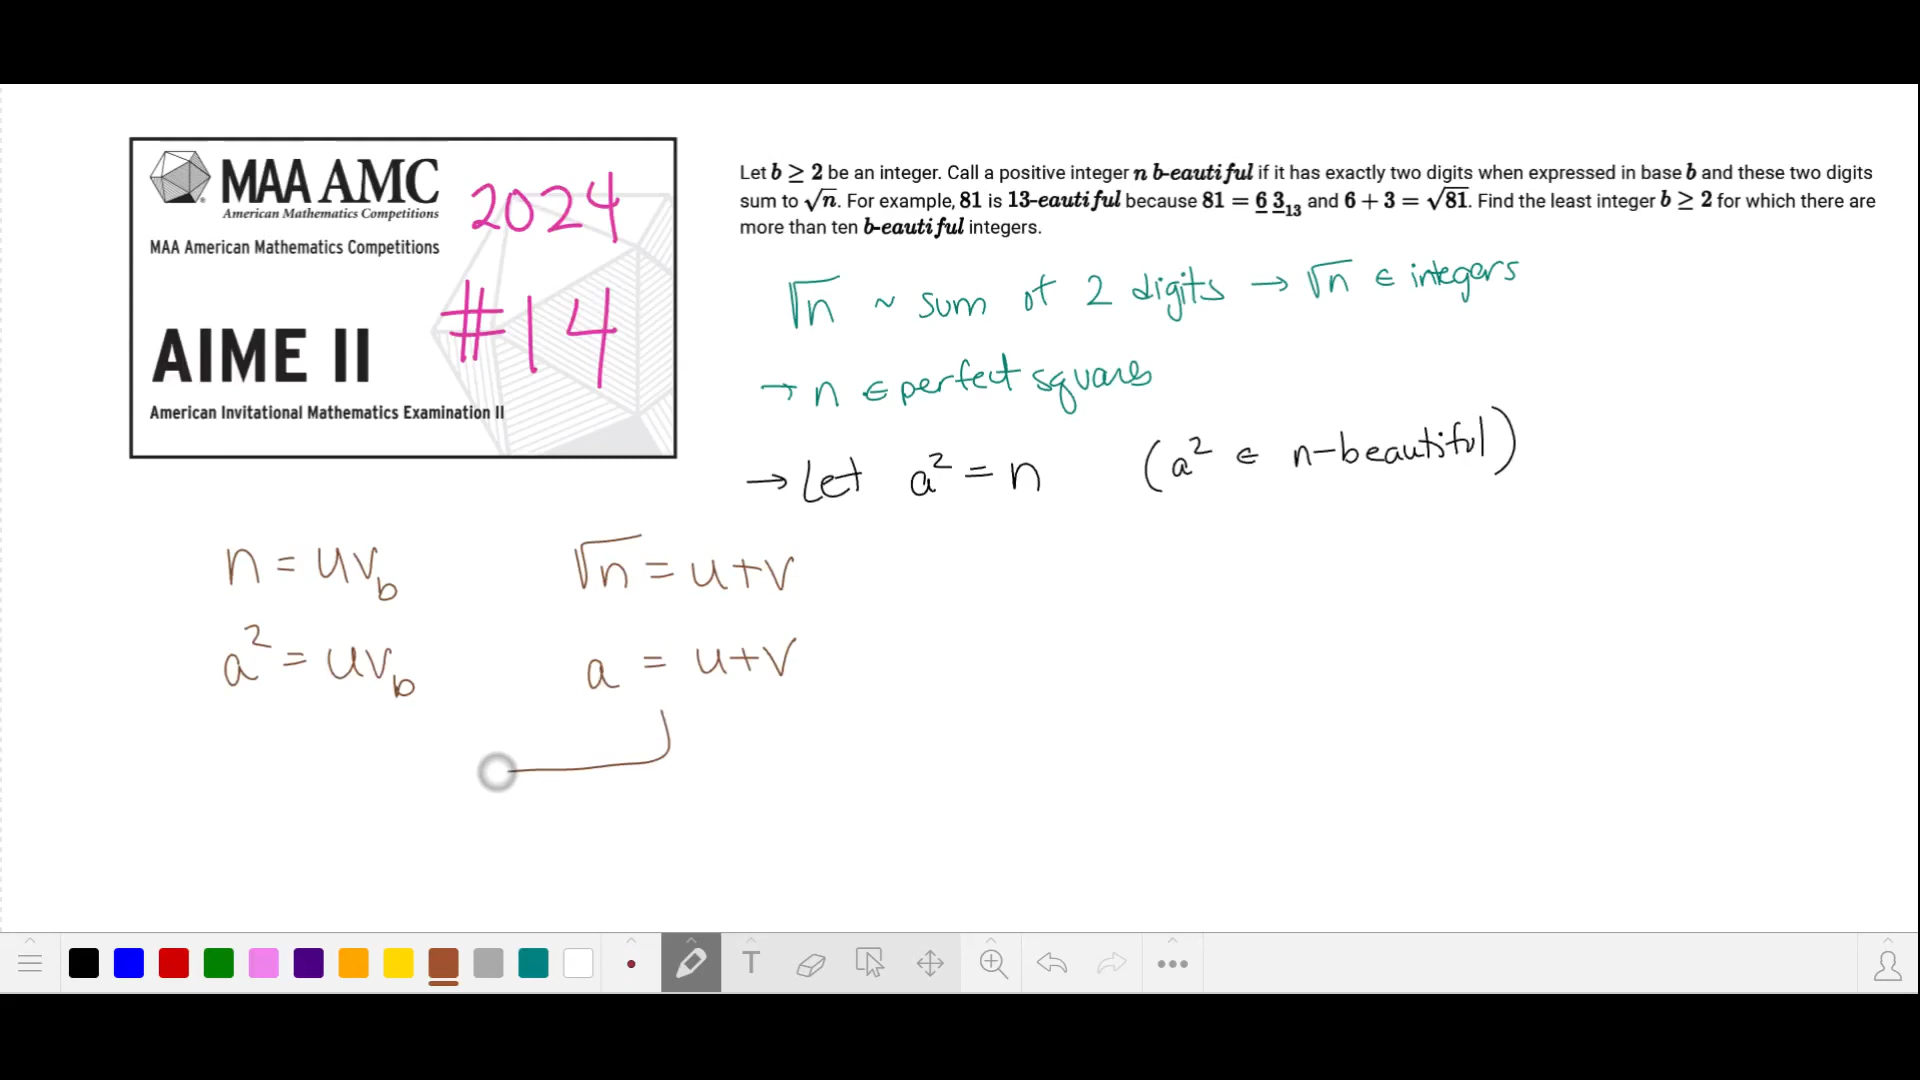 MAA AMC
American Mathematics Competitions
MAA American Mathematics Competitions
2024
#14
AIME II
American Invitational Mathematics Examination II
Let b ≥ 2 be an integer. Call a positive integer n b-eautiful if it has exactly two digits when expressed in base b and these two digits
sum to √n. For example, 81 is 13-eautiful because 81 = 6 3₁₃ and 6 + 3 = √81. Find the least integer b ≥ 2 for which there are
more than ten b-eautiful integers.
√n ~ sum of 2 digits → √n ∈ integers
→ n ∈ perfect squares
→ Let a² = n (a² ∈ n-beautiful)
n = uv_b √n = u+v
a² = uv_b a = u+v
T